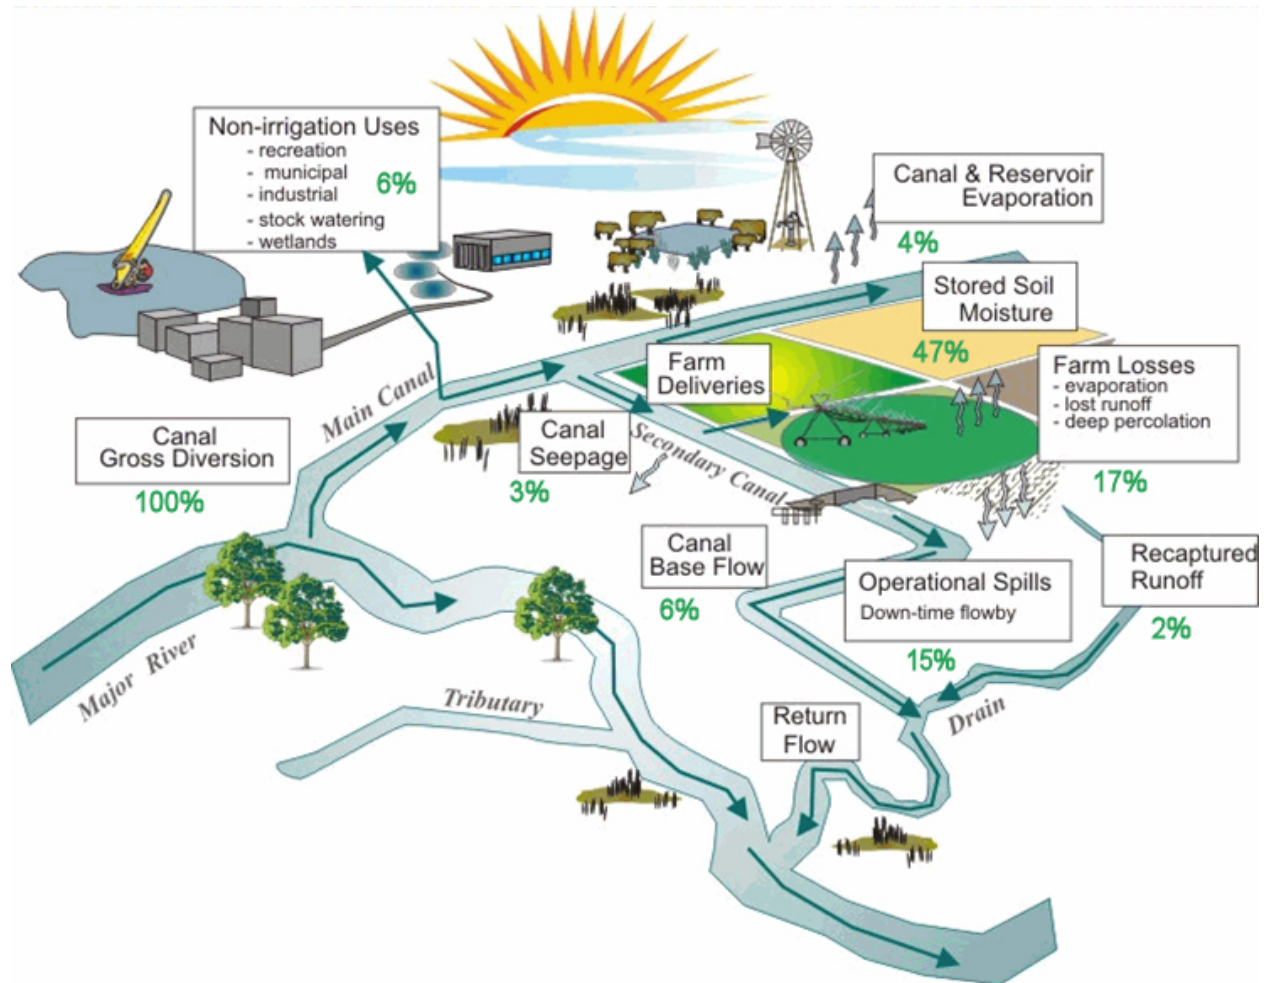 Non-irrigation Uses
- recreation
- municipal
- industrial
- stock watering
- wetlands
6%
Canal & Reservoir
Evaporation
4%
Stored Soil
Moisture
47%
Farm
Deliveries
Farm Losses
- evaporation
- lost runoff
- deep percolation
17%
Main Canal
Canal
Gross Diversion
100%
Canal
Seepage
3%
Secondary Canal
Canal
Base Flow
6%
Operational Spills
Down-time flowby
15%
Recaptured
Runoff
2%
Major River
Tributary
Return
Flow
Drain